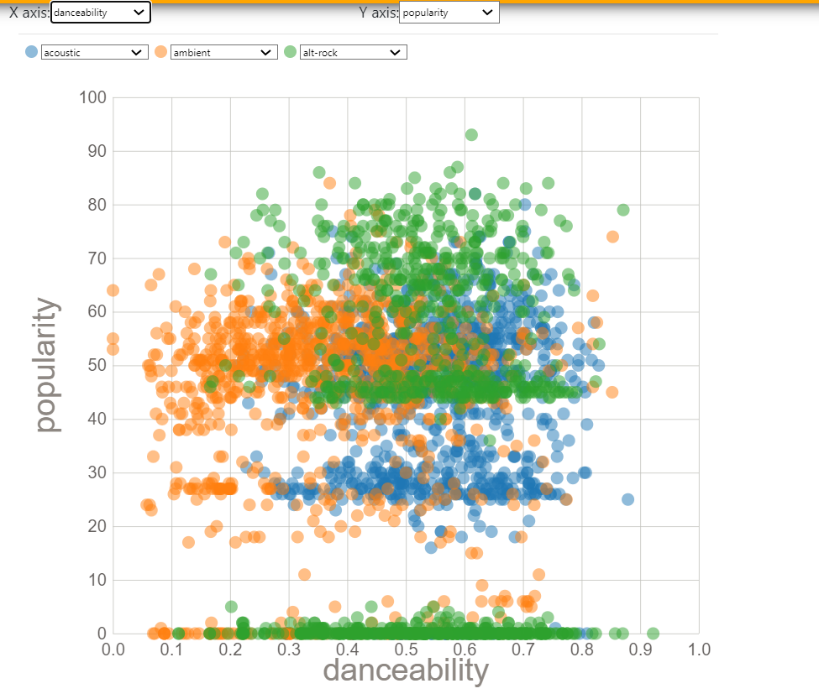 X axis: danceability Y axis: popularity
acoustic ambient alt-rock
100
90
80
70
60
50
40
30
20
10
0
popularity
0.0 0.1 0.2 0.3 0.4 0.5 0.6 0.7 0.8 0.9 1.0
danceability